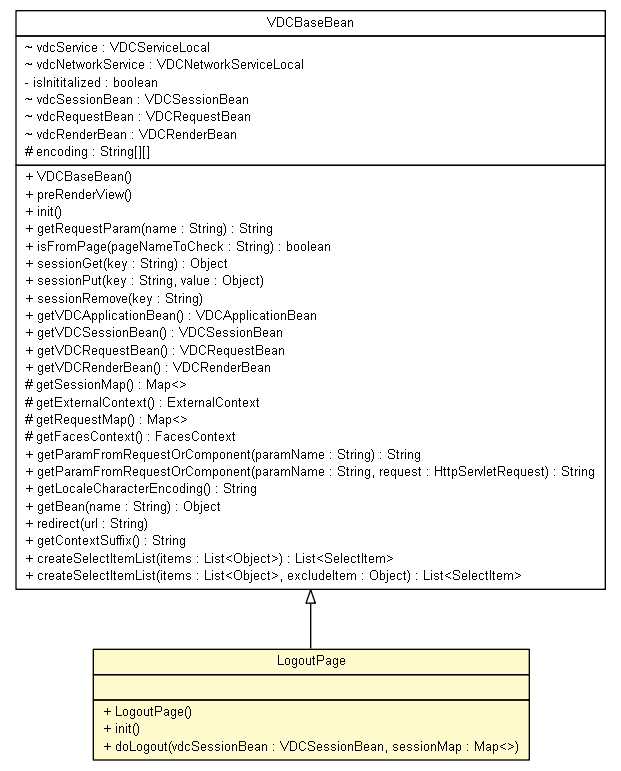 VDCBaseBean
~ vdcService : VDCServiceLocal
~ vdcNetworkService : VDCNetworkServiceLocal
- isInititalized : boolean
~ vdcSessionBean : VDCSessionBean
~ vdcRequestBean : VDCRequestBean
~ vdcRenderBean : VDCRenderBean
# encoding : String[][]
+ VDCBaseBean()
+ preRenderView()
+ init()
+ getRequestParam(name : String) : String
+ isFromPage(pageNameToCheck : String) : boolean
+ sessionGet(key : String) : Object
+ sessionPut(key : String, value : Object)
+ sessionRemove(key : String)
+ getVDCApplicationBean() : VDCApplicationBean
+ getVDCSessionBean() : VDCSessionBean
+ getVDCRequestBean() : VDCRequestBean
+ getVDCRenderBean() : VDCRenderBean
# getSessionMap() : Map<>
# getExternalContext() : ExternalContext
# getRequestMap() : Map<>
# getFacesContext() : FacesContext
+ getParamFromRequestOrComponent(paramName : String) : String
+ getParamFromRequestOrComponent(paramName : String, request : HttpServletRequest) : String
+ getLocaleCharacterEncoding() : String
+ getBean(name : String) : Object
+ redirect(url : String)
+ getContextSuffix() : String
+ createSelectItemList(items : List<Object>) : List<SelectItem>
+ createSelectItemList(items : List<Object>, excludeItem : Object) : List<SelectItem>
LogoutPage
+ LogoutPage()
+ init()
+ doLogout(vdcSessionBean : VDCSessionBean, sessionMap : Map<>)